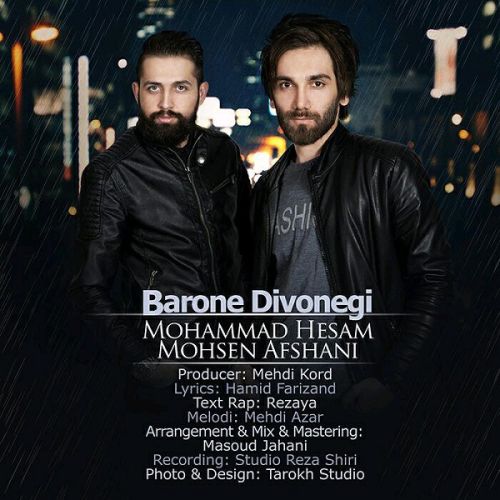 ASHI
Barone Divonegi
MOHAMMAD HESAM
MOHSEN AFSHANI
Producer: Mehdi Kord
Lyrics: Hamid Farizand
Text Rap: Rezaya
Melodi: Mehdi Azar
Arrangement & Mix & Mastering:
Masoud Jahani
Recording: Studio Reza Shiri
Photo & Design: Tarokh Studio